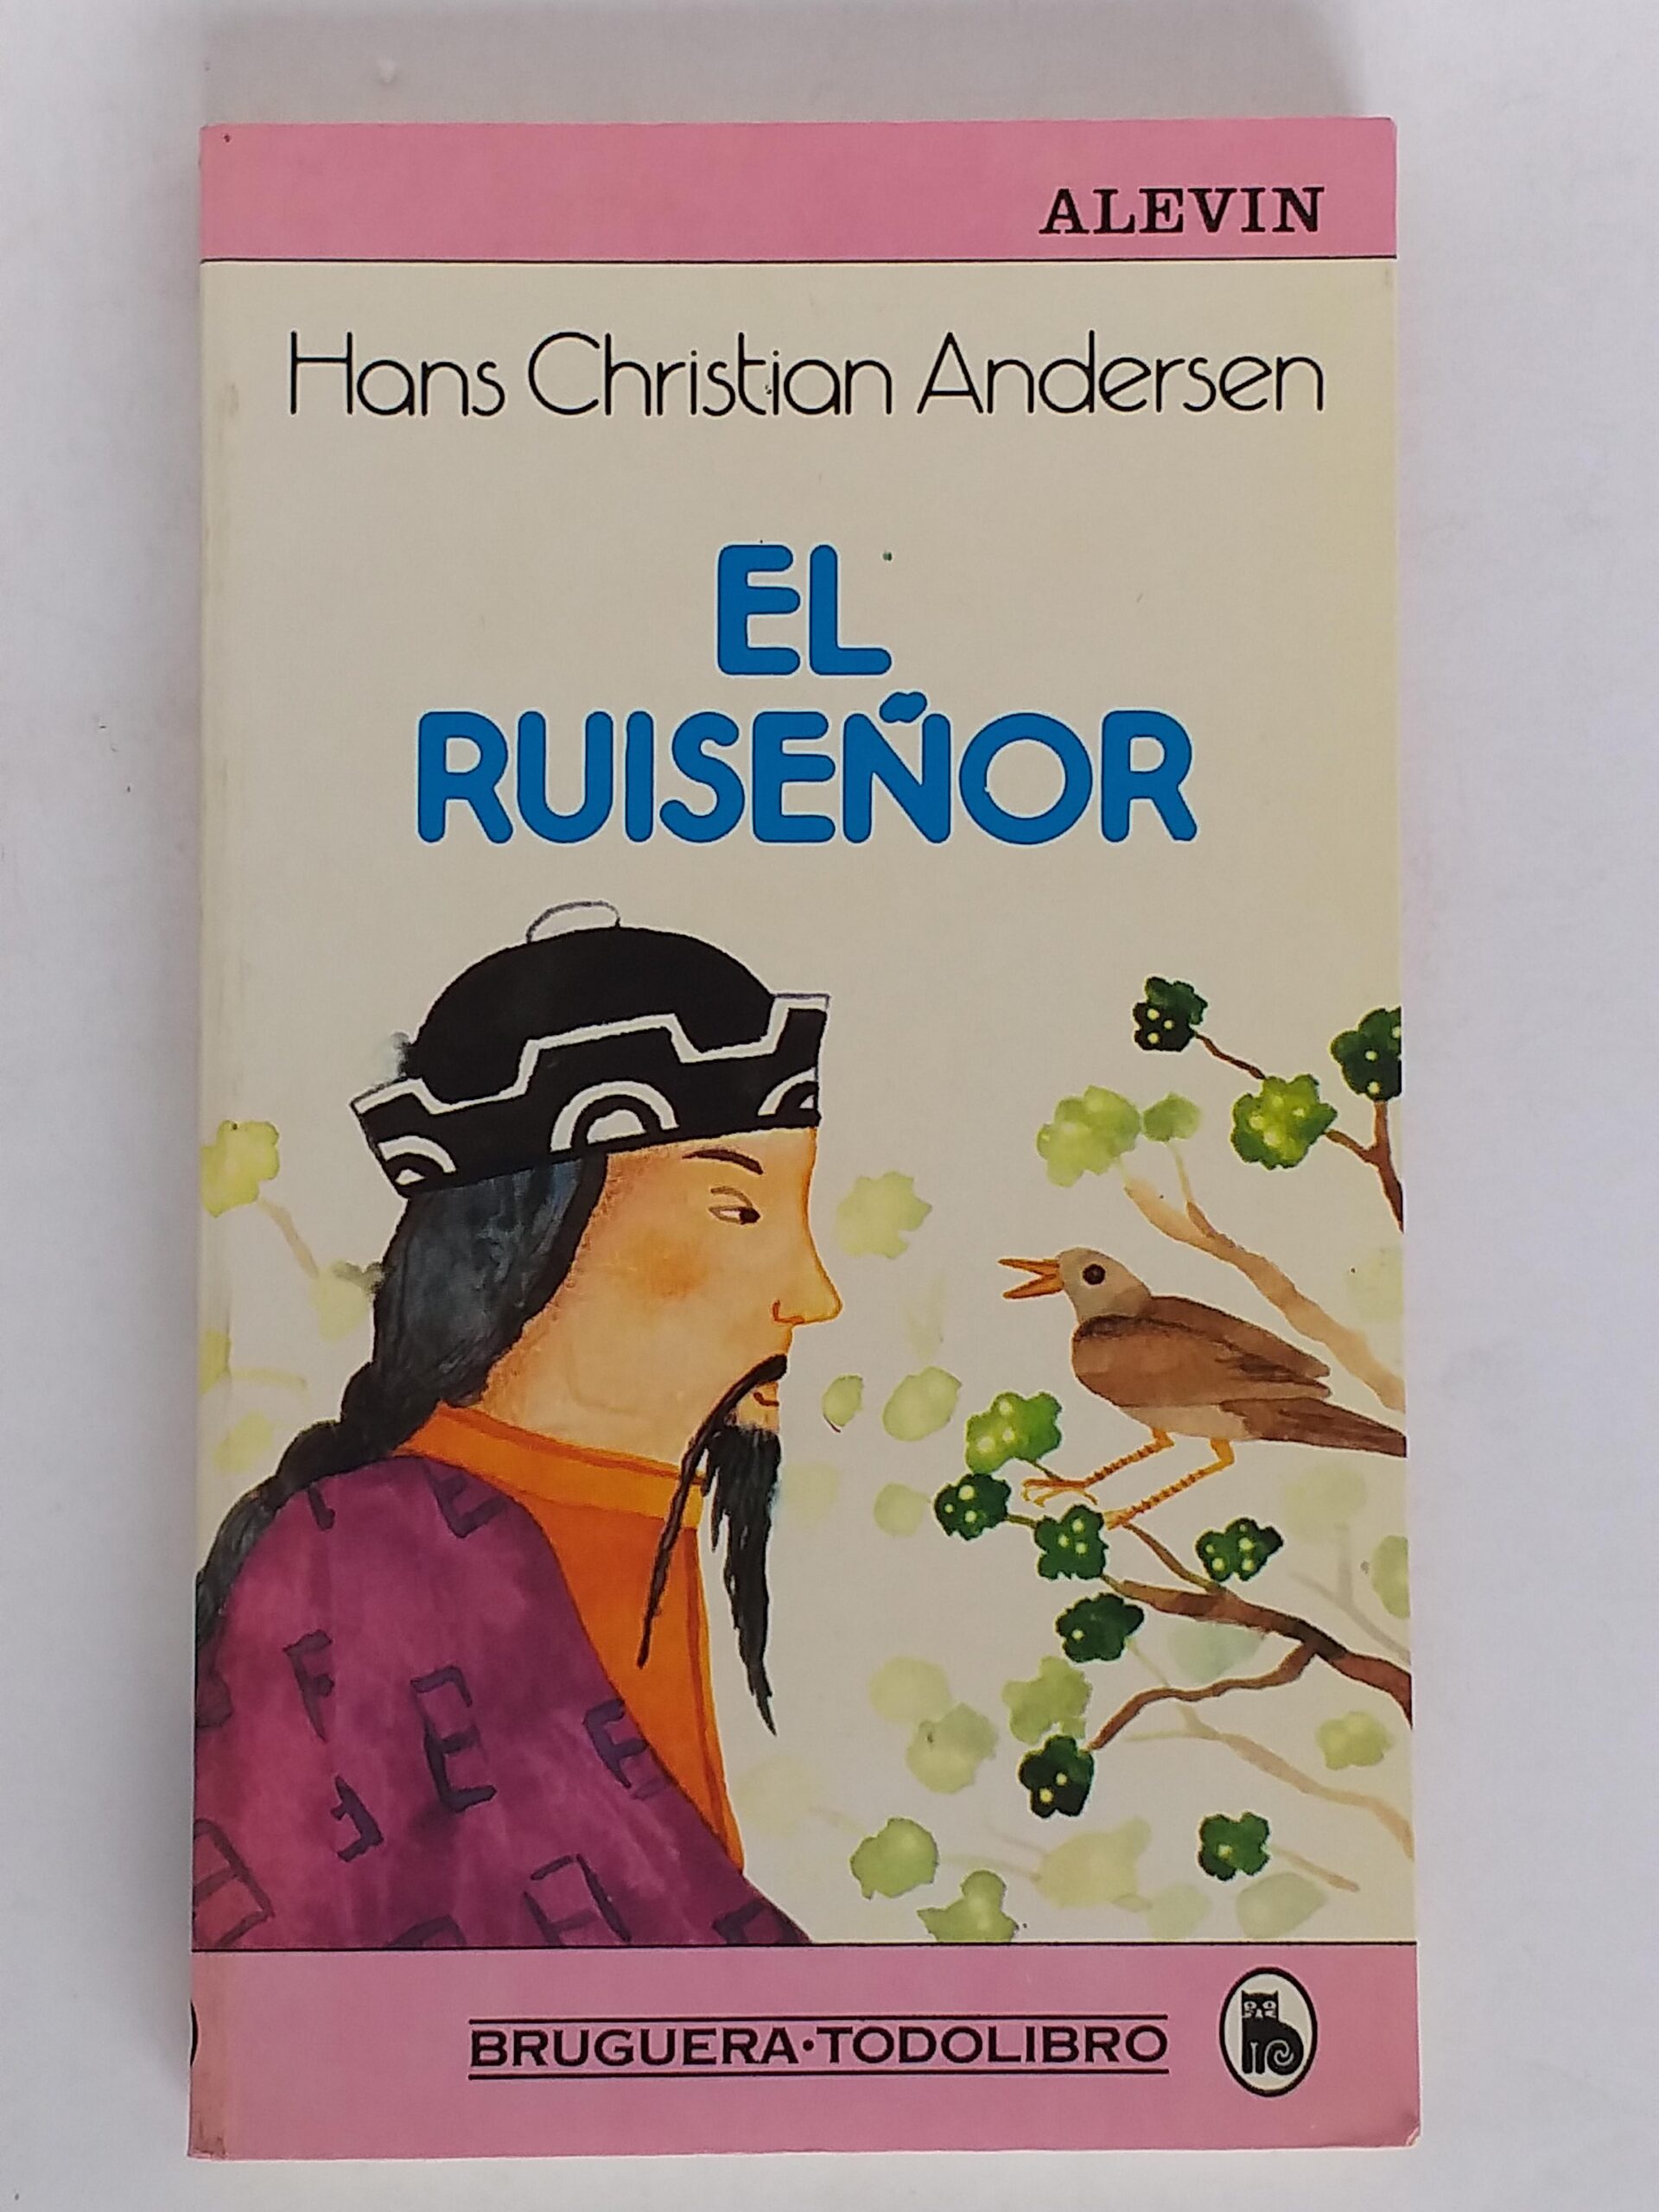 ALEVIN
Hans Christian Andersen
EL
RUISEÑOR
BRUGUERA·TODOLIBRO